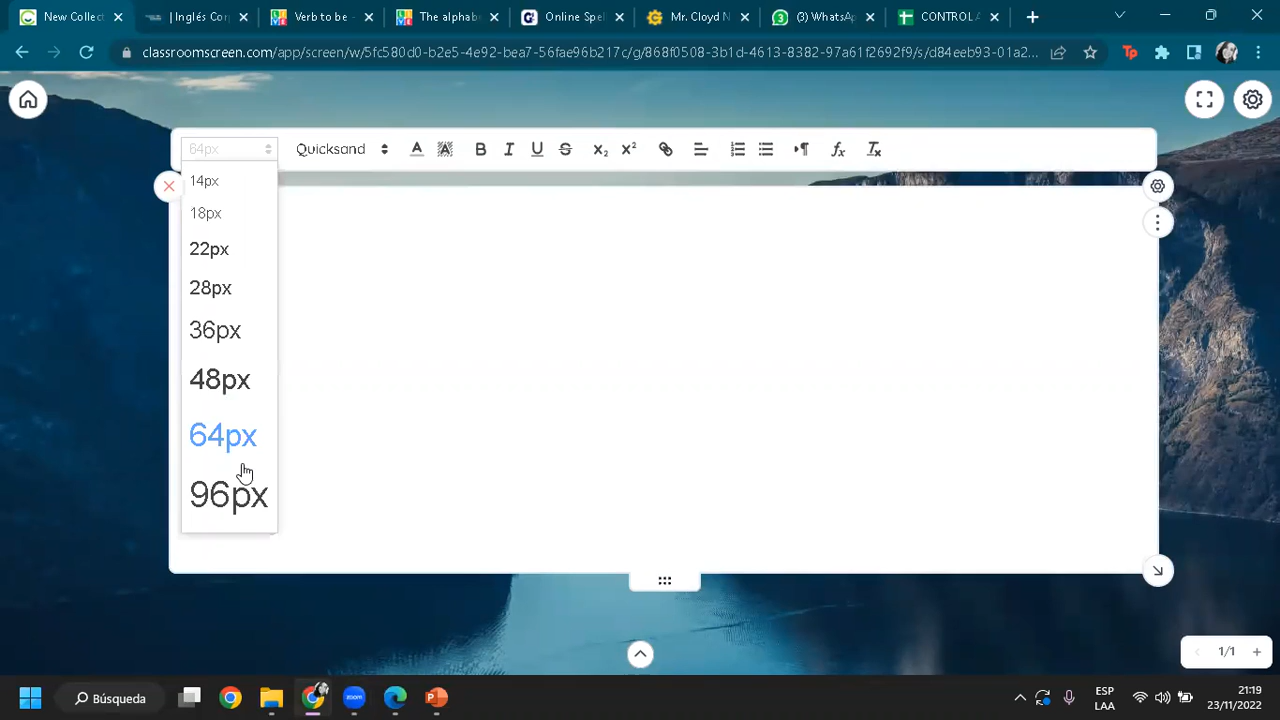 New Collect
| Inglés Cor
Verb to be -
The alphabe
Online Spel
Mr. Cloyd N
(3) WhatsAp
CONTROL A
classroomscreen.com/app/screen/w/5fc580d0-b2e5-4e92-bea7-56fae96b217c/g/868f0508-3b1d-4613-8382-97a61f2692f9/s/d84eeb93-01a2...
64px
Quicksand
14px
18px
22px
28px
36px
48px
64px
96px
1/1
Búsqueda
zoom
ESP
LAA
21:19
23/11/2022